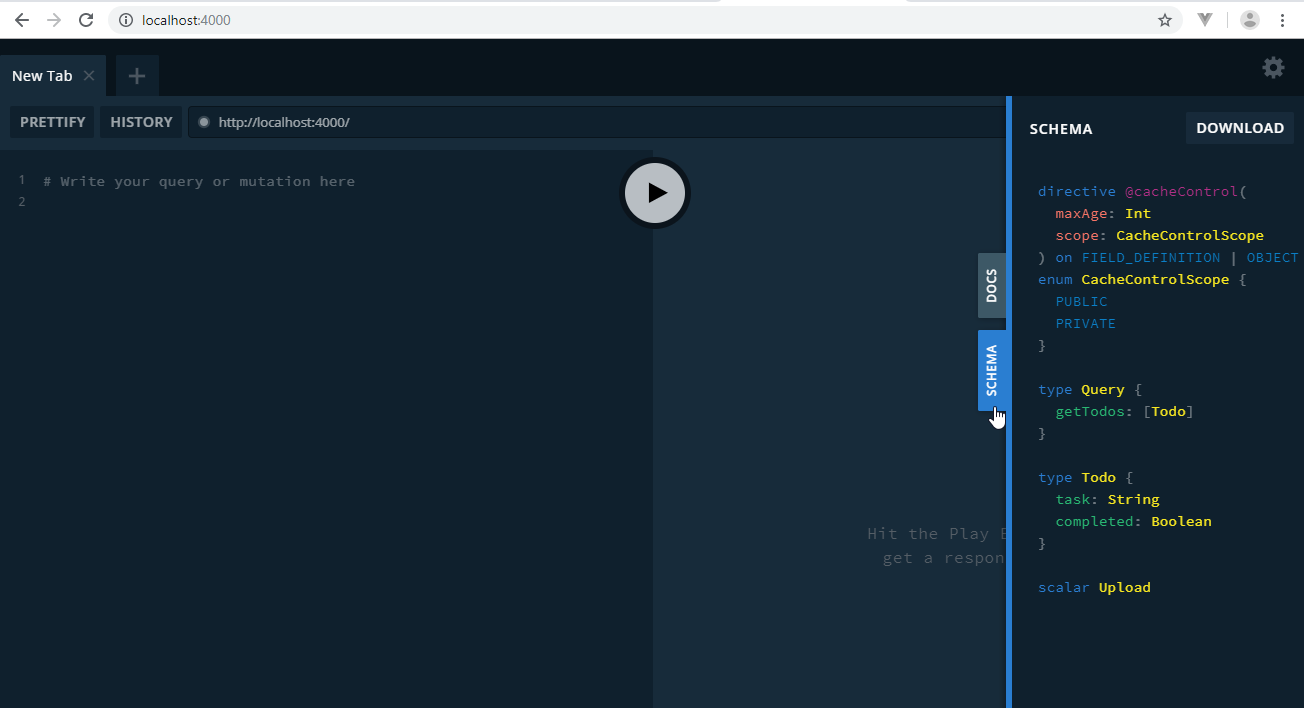 localhost:4000
New Tab
PRETTIFY
HISTORY
http://localhost:4000/
1 # Write your query or mutation here
2
Hit the Play
get a respon
DOCS
SCHEMA
SCHEMA
DOWNLOAD
directive @cacheControl(
maxAge: Int
scope: CacheControlScope
) on FIELD_DEFINITION | OBJECT
enum CacheControlScope {
PUBLIC
PRIVATE
}
type Query {
getTodos: [Todo]
}
type Todo {
task: String
completed: Boolean
}
scalar Upload